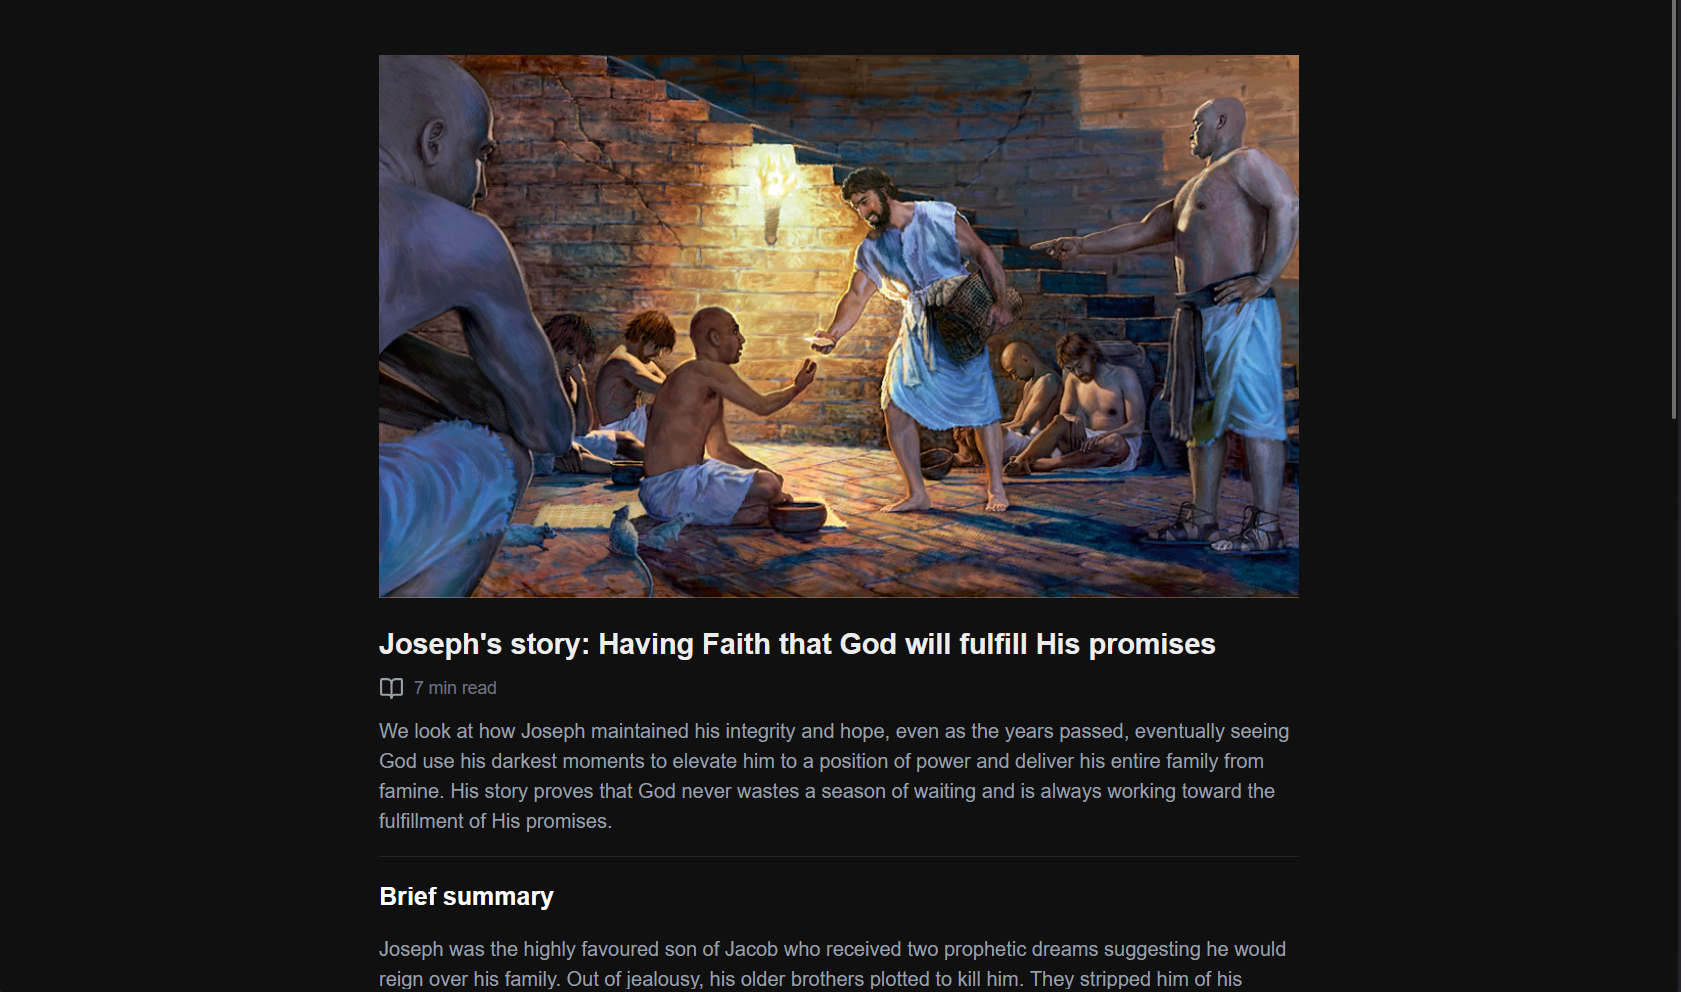 Joseph's story: Having Faith that God will fulfill His promises
7 min read
We look at how Joseph maintained his integrity and hope, even as the years passed, eventually seeing
God use his darkest moments to elevate him to a position of power and deliver his entire family from
famine. His story proves that God never wastes a season of waiting and is always working toward the
fulfillment of His promises.
Brief summary
Joseph was the highly favoured son of Jacob who received two prophetic dreams suggesting he would
reign over his family. Out of jealousy, his older brothers plotted to kill him. They stripped him of his